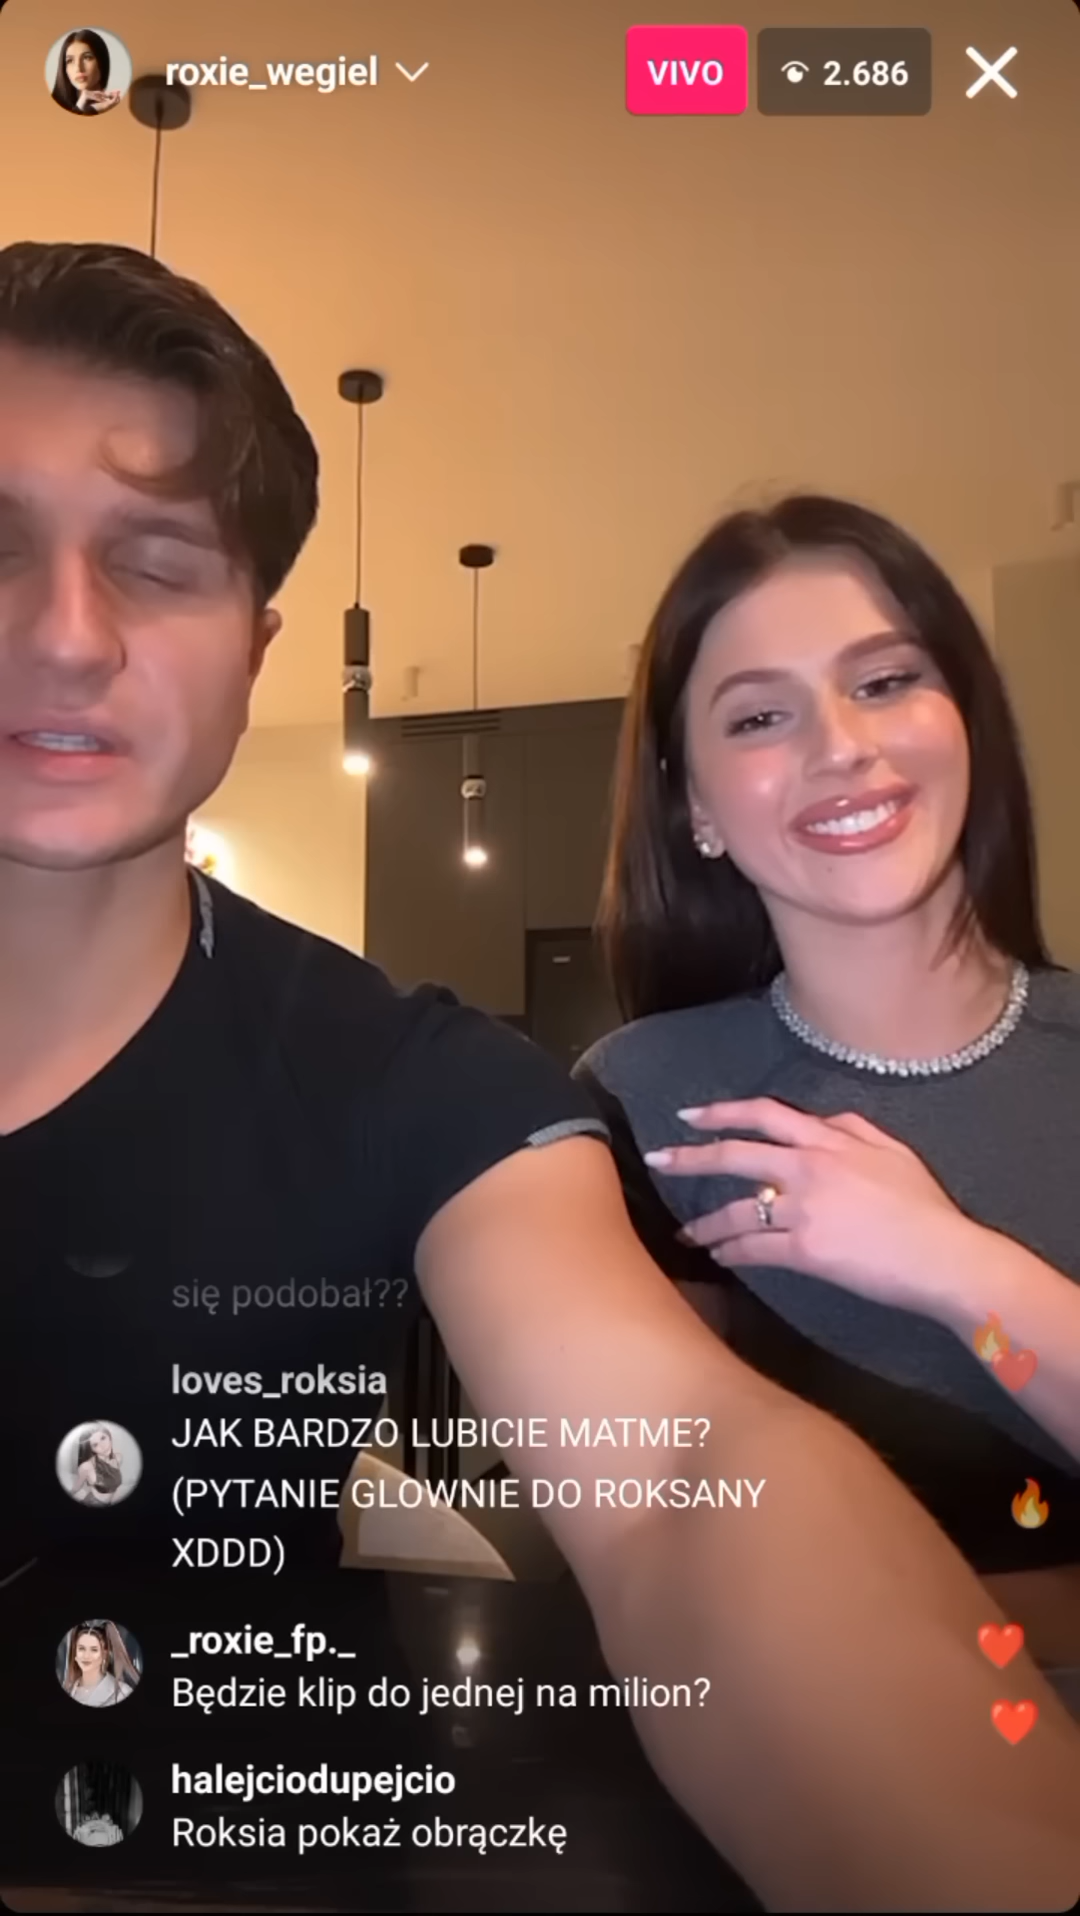 roxie_wegiel
VIVO
2.686
się podobał??
loves_roksia
JAK BARDZO LUBICIE MATME?
(PYTANIE GLOWNIE DO ROKSANY
XDDD)
_roxie_fp._
Będzie klip do jednej na milion?
halejciodupejcio
Roksia pokaż obrączkę